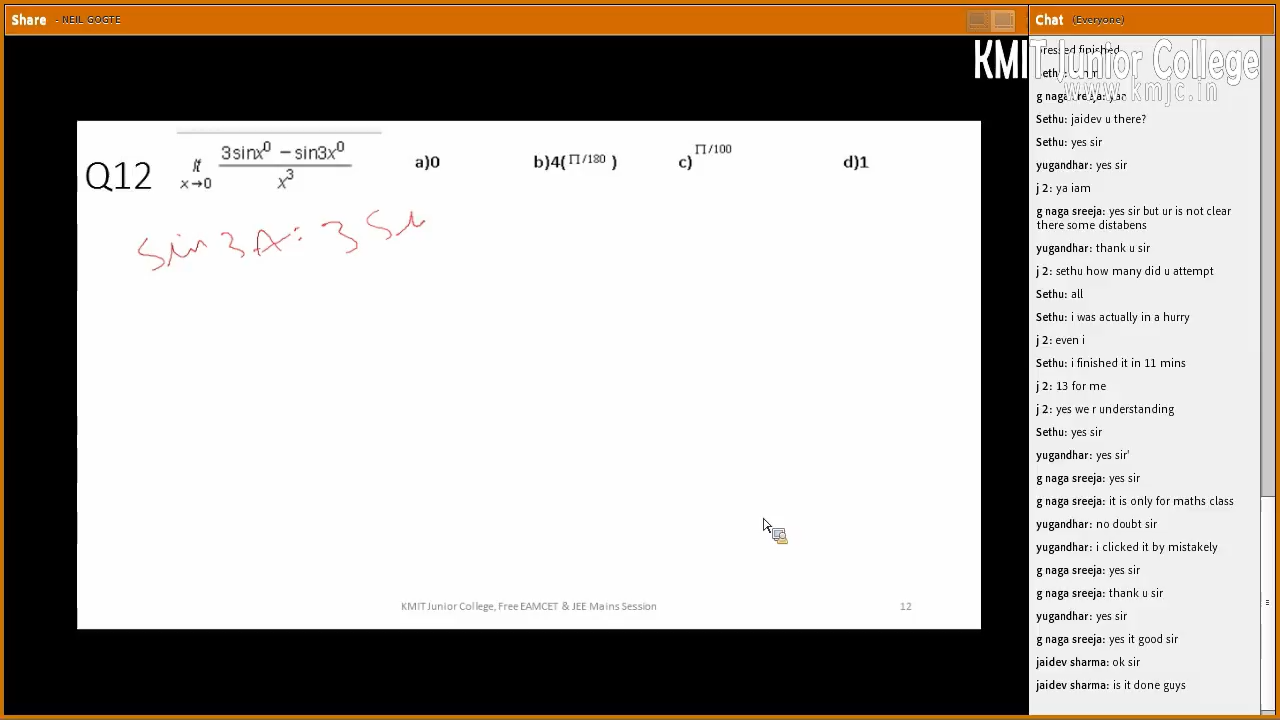 Share - NEIL GOGTE
Chat (Everyone)
KMIT Junior College
www.kmjc.in
Q12 lt x→0 3sinx⁰ − sin3x⁰ / x³ a)0 b)4(∏/180 ) c)∏/100 d)1
Sin 3A = 3 Si
KMIT Junior College, Free EAMCET & JEE Mains Session
12
pressed finished
g naga sreeja:
Sethu: jaidev u there?
Sethu: yes sir
yugandhar: yes sir
j 2: ya iam
g naga sreeja: yes sir but ur is not clear
there some distabens
yugandhar: thank u sir
j 2: sethu how many did u attempt
Sethu: all
Sethu: i was actually in a hurry
j 2: even i
Sethu: i finished it in 11 mins
j 2: 13 for me
j 2: yes we r understanding
Sethu: yes sir
yugandhar: yes sir'
g naga sreeja: yes sir
g naga sreeja: it is only for maths class
yugandhar: no doubt sir
yugandhar: i clicked it by mistakely
g naga sreeja: yes sir
g naga sreeja: thank u sir
yugandhar: yes sir
g naga sreeja: yes it good sir
jaidev sharma: ok sir
jaidev sharma: is it done guys